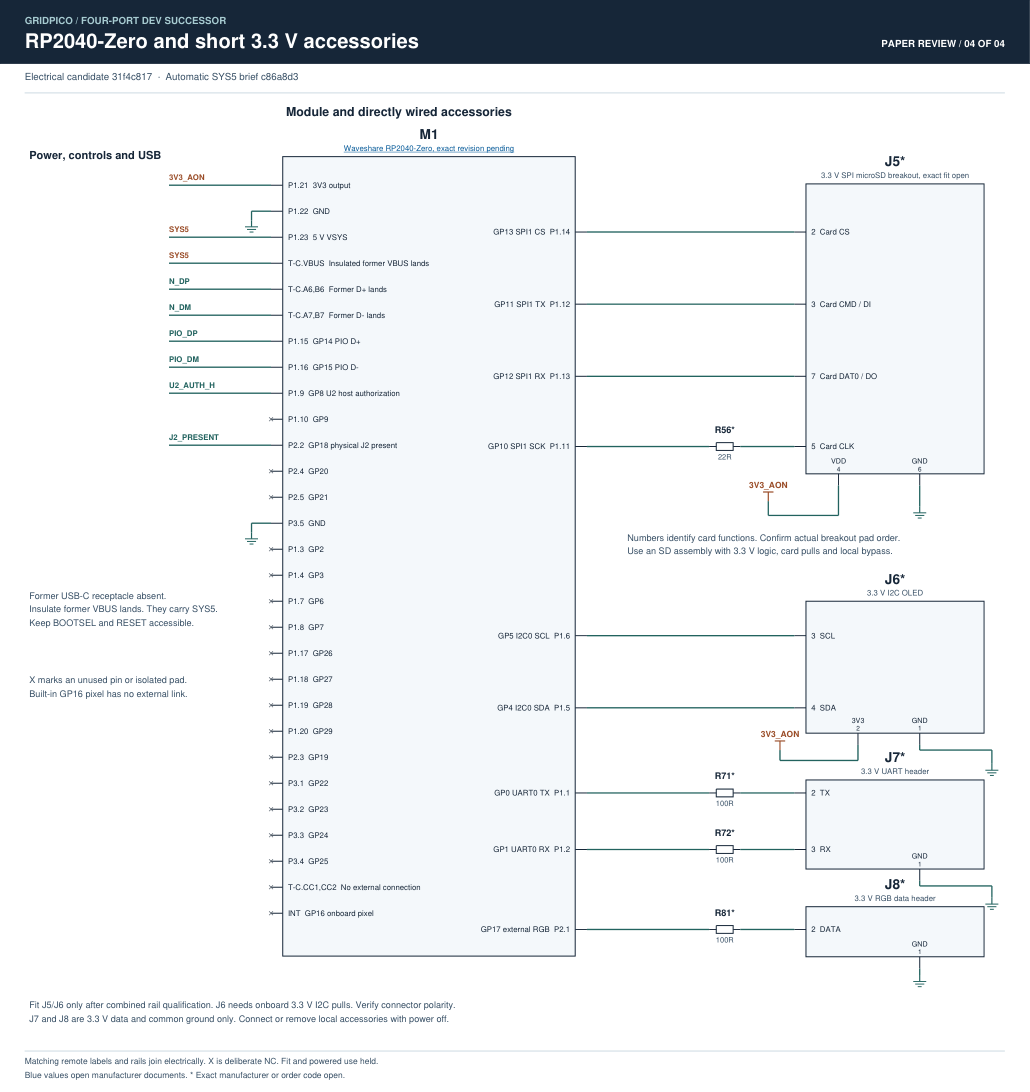 GRIDPICO / FOUR-PORT DEV SUCCESSOR
RP2040-Zero and short 3.3 V accessories
PAPER REVIEW / 04 OF 04
Electrical candidate 31f4c817 · Automatic SYS5 brief c86a8d3
Module and directly wired accessories
M1
Waveshare RP2040-Zero, exact revision pending
Power, controls and USB
3V3_AON
P1.21 3V3 output
P1.22 GND
SYS5
P1.23 5 V VSYS
SYS5
T-C.VBUS Insulated former VBUS lands
N_DP
T-C.A6,B6 Former D+ lands
N_DM
T-C.A7,B7 Former D- lands
PIO_DP
P1.15 GP14 PIO D+
PIO_DM
P1.16 GP15 PIO D-
U2_AUTH_H
P1.9 GP8 U2 host authorization
P1.10 GP9
J2_PRESENT
P2.2 GP18 physical J2 present
P2.4 GP20
P2.5 GP21
P3.5 GND
P1.3 GP2
P1.4 GP3
P1.7 GP6
P1.8 GP7
P1.17 GP26
P1.18 GP27
P1.19 GP28
P1.20 GP29
P2.3 GP19
P3.1 GP22
P3.2 GP23
P3.3 GP24
P3.4 GP25
T-C.CC1,CC2 No external connection
INT GP16 onboard pixel
Former USB-C receptacle absent.
Insulate former VBUS lands. They carry SYS5.
Keep BOOTSEL and RESET accessible.
X marks an unused pin or isolated pad.
Built-in GP16 pixel has no external link.
GP13 SPI1 CS P1.14
GP11 SPI1 TX P1.12
GP12 SPI1 RX P1.13
GP10 SPI1 SCK P1.11
GP5 I2C0 SCL P1.6
GP4 I2C0 SDA P1.5
GP0 UART0 TX P1.1
GP1 UART0 RX P1.2
GP17 external RGB P2.1
R56*
22R
J5*
3.3 V SPI microSD breakout, exact fit open
2 Card CS
3 Card CMD / DI
7 Card DAT0 / DO
5 Card CLK
VDD
4
GND
6
3V3_AON
Numbers identify card functions. Confirm actual breakout pad order.
Use an SD assembly with 3.3 V logic, card pulls and local bypass.
J6*
3.3 V I2C OLED
3 SCL
4 SDA
3V3
2
GND
1
3V3_AON
J7*
3.3 V UART header
R71*
100R
2 TX
R72*
100R
3 RX
GND
1
J8*
3.3 V RGB data header
R81*
100R
2 DATA
GND
1
Fit J5/J6 only after combined rail qualification. J6 needs onboard 3.3 V I2C pulls. Verify connector polarity.
J7 and J8 are 3.3 V data and common ground only. Connect or remove local accessories with power off.
Matching remote labels and rails join electrically. X is deliberate NC. Fit and powered use held.
Blue values open manufacturer documents. * Exact manufacturer or order code open.